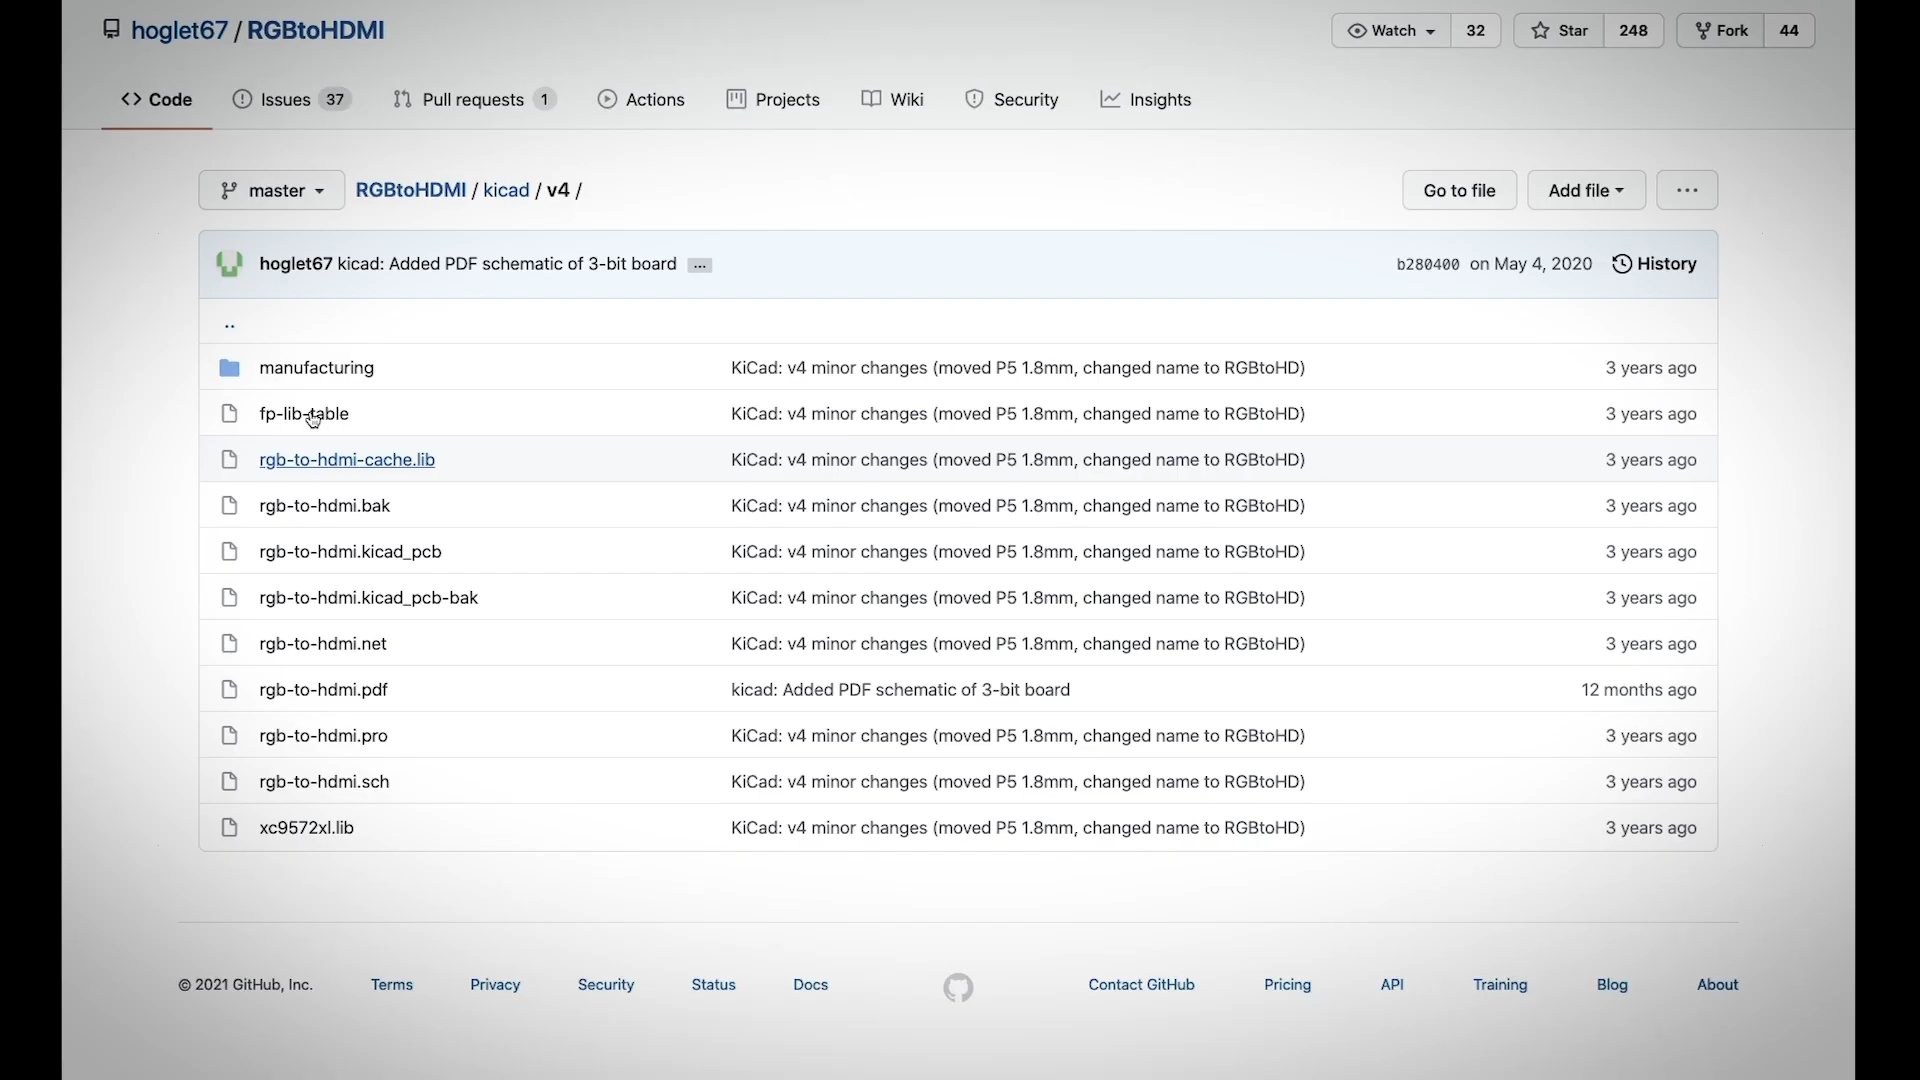 hoglet67 / RGBtoHDMI
Watch 32 Star 248 Fork 44
Code Issues 37 Pull requests 1 Actions Projects Wiki Security Insights
master RGBtoHDMI / kicad / v4 / Go to file Add file ...
hoglet67 kicad: Added PDF schematic of 3-bit board ... b280400 on May 4, 2020 History
..
manufacturing KiCad: v4 minor changes (moved P5 1.8mm, changed name to RGBtoHD) 3 years ago
fp-lib-table KiCad: v4 minor changes (moved P5 1.8mm, changed name to RGBtoHD) 3 years ago
rgb-to-hdmi-cache.lib KiCad: v4 minor changes (moved P5 1.8mm, changed name to RGBtoHD) 3 years ago
rgb-to-hdmi.bak KiCad: v4 minor changes (moved P5 1.8mm, changed name to RGBtoHD) 3 years ago
rgb-to-hdmi.kicad_pcb KiCad: v4 minor changes (moved P5 1.8mm, changed name to RGBtoHD) 3 years ago
rgb-to-hdmi.kicad_pcb-bak KiCad: v4 minor changes (moved P5 1.8mm, changed name to RGBtoHD) 3 years ago
rgb-to-hdmi.net KiCad: v4 minor changes (moved P5 1.8mm, changed name to RGBtoHD) 3 years ago
rgb-to-hdmi.pdf kicad: Added PDF schematic of 3-bit board 12 months ago
rgb-to-hdmi.pro KiCad: v4 minor changes (moved P5 1.8mm, changed name to RGBtoHD) 3 years ago
rgb-to-hdmi.sch KiCad: v4 minor changes (moved P5 1.8mm, changed name to RGBtoHD) 3 years ago
xc9572xl.lib KiCad: v4 minor changes (moved P5 1.8mm, changed name to RGBtoHD) 3 years ago
© 2021 GitHub, Inc. Terms Privacy Security Status Docs Contact GitHub Pricing API Training Blog About